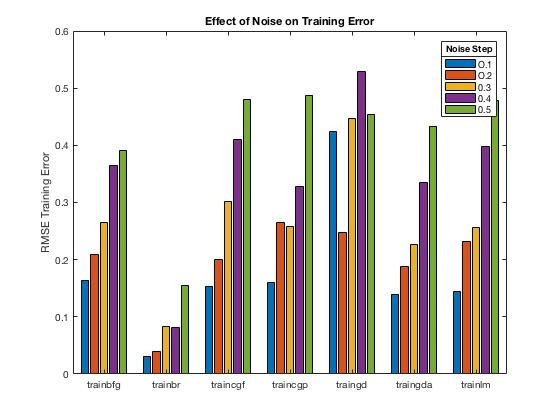 Effect of Noise on Training Error
Noise Step
O.1
O.2
0.3
0.4
0.5
RMSE Training Error
0.6
0.5
0.4
0.3
0.2
0.1
0
trainbfg trainbr traincgf traincgp traingd traingda trainlm